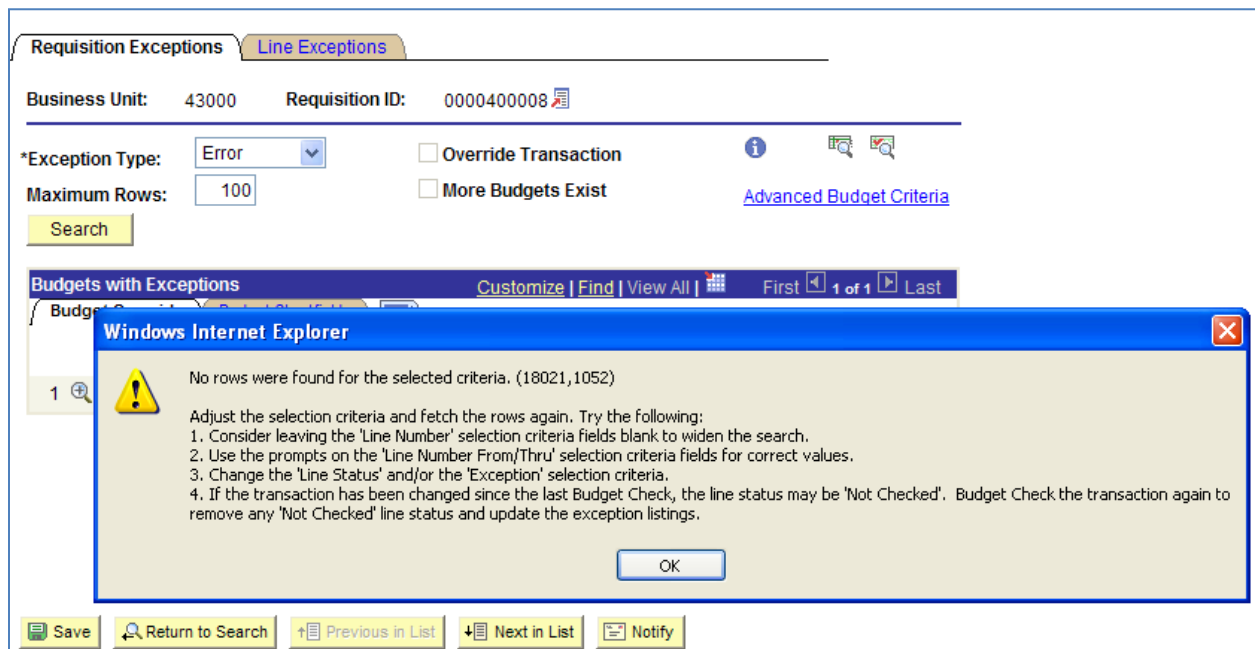 Requisition Exceptions Line Exceptions
Business Unit: 43000 Requisition ID: 0000400008
*Exception Type: Error Override Transaction
Maximum Rows: 100 More Budgets Exist Advanced Budget Criteria
Search
Budgets with Exceptions Customize | Find | View All | First 1 of 1 Last
Windows Internet Explorer
1
No rows were found for the selected criteria. (18021,1052)
Adjust the selection criteria and fetch the rows again. Try the following:
1. Consider leaving the 'Line Number' selection criteria fields blank to widen the search.
2. Use the prompts on the 'Line Number From/Thru' selection criteria fields for correct values.
3. Change the 'Line Status' and/or the 'Exception' selection criteria.
4. If the transaction has been changed since the last Budget Check, the line status may be 'Not Checked'. Budget Check the transaction again to
remove any 'Not Checked' line status and update the exception listings.
OK
Save Return to Search Previous in List Next in List Notify